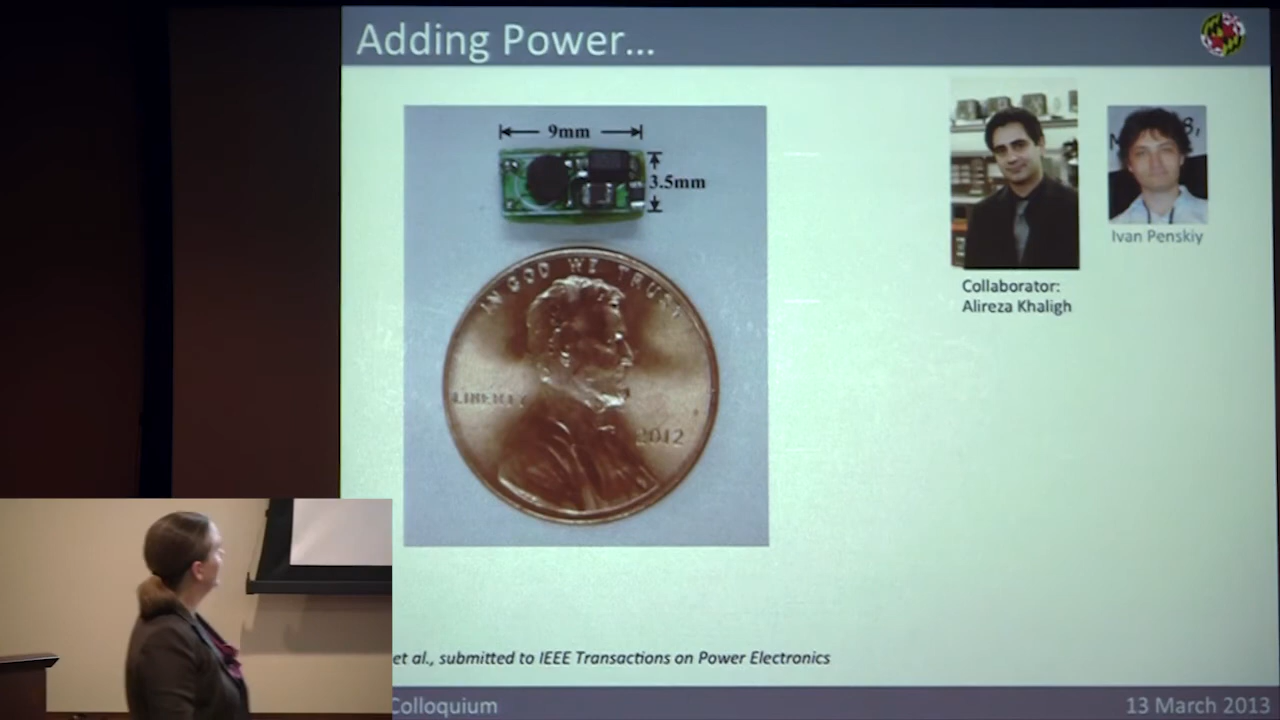 Adding Power...
9mm
3.5mm
IN GOD WE TRUST
LIBERTY
2012
Ivan Penskiy
Collaborator:
Alireza Khaligh
et al., submitted to IEEE Transactions on Power Electronics
Colloquium
13 March 2013